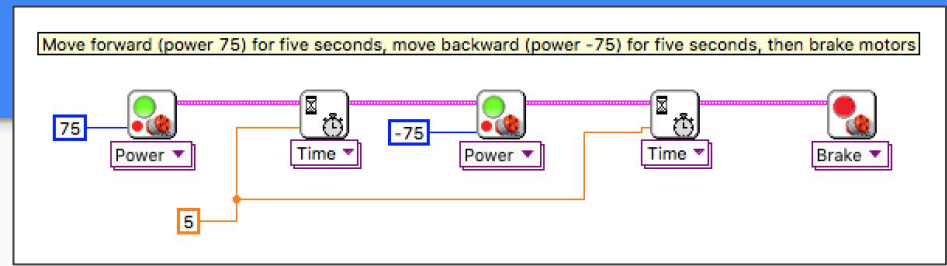 Move forward (power 75) for five seconds, move backward (power -75) for five seconds, then brake motors
75
Power
Time
-75
Power
Time
Brake
5